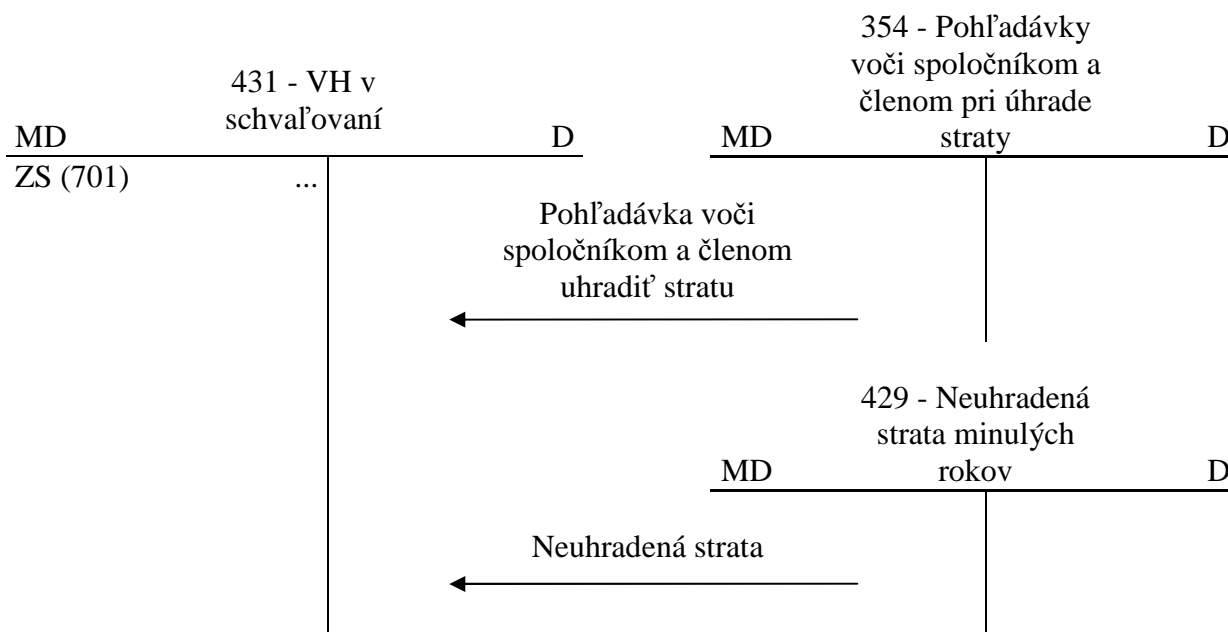 431 - VH v
schvaľovaní
MD D
ZS (701) ...
354 - Pohľadávky
voči spoločníkom a
členom pri úhrade
MD straty D
Pohľadávka voči
spoločníkom a členom
uhradiť stratu
429 - Neuhradená
strata minulých
MD rokov D
Neuhradená strata